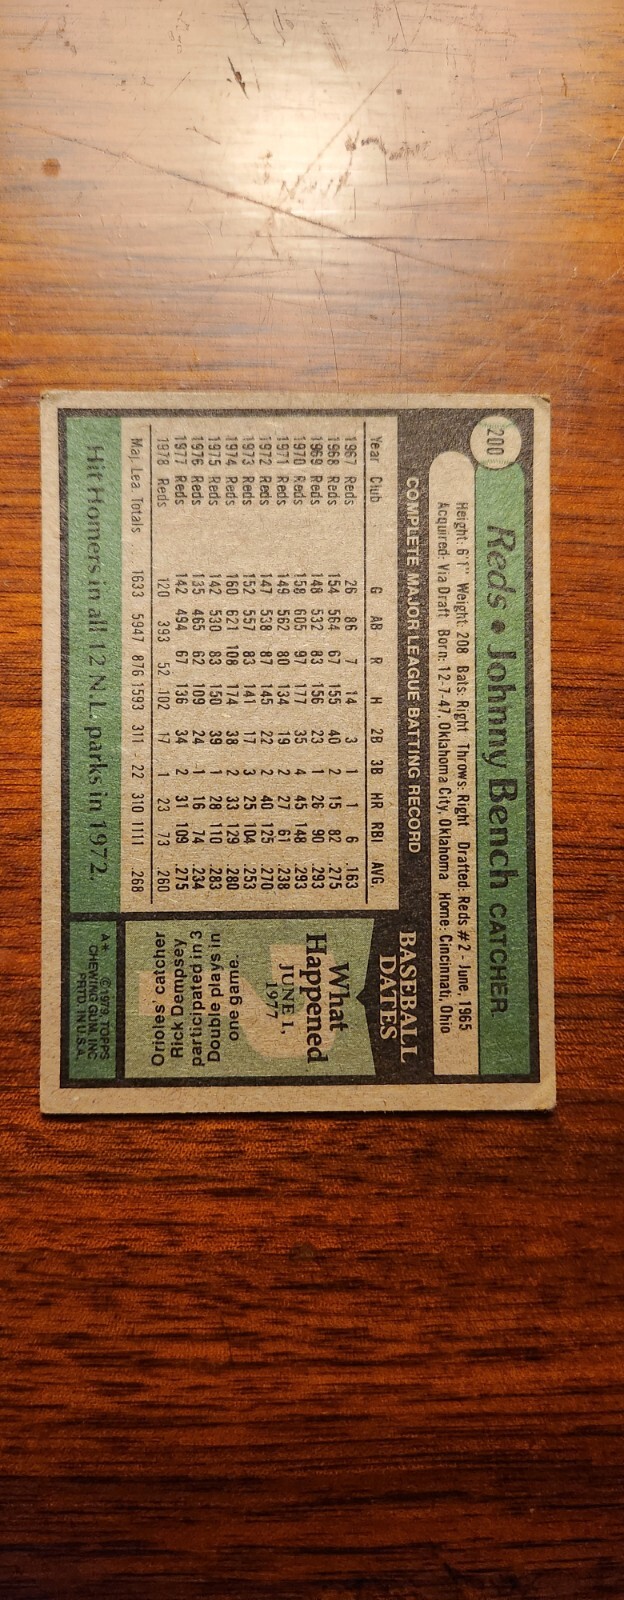 200
Reds • Johnny Bench CATCHER
Height: 6'1" Weight: 208 Bats: Right Throws: Right Drafted: Reds #2 - June, 1965
Acquired: Via Draft Born: 12-7-47, Oklahoma City, Oklahoma Home: Cincinnati, Ohio
COMPLETE MAJOR LEAGUE BATTING RECORD
Year Club G AB R H 2B 3B HR RBI AVG.
1967 Reds 26 86 7 14 3 1 1 6 .163
1968 Reds 154 564 67 155 40 2 15 82 .275
1969 Reds 148 532 83 156 23 1 26 90 .293
1970 Reds 158 605 97 177 35 4 45 148 .293
1971 Reds 149 562 80 134 19 2 27 61 .238
1972 Reds 147 538 87 145 22 2 40 125 .270
1973 Reds 152 557 83 141 17 3 25 104 .253
1974 Reds 160 621 108 174 38 2 33 129 .280
1975 Reds 142 530 83 150 39 1 28 110 .283
1976 Reds 135 465 62 109 24 1 16 74 .234
1977 Reds 142 494 67 136 34 2 31 109 .275
1978 Reds 120 393 52 102 17 1 23 73 .260
Maj. Lea. Totals 1633 5947 876 1593 311 22 310 1111 .268
Hit Homers in all 12 N.L. parks in 1972.
BASEBALL
DATES
What
Happened
JUNE 1,
1977
Orioles' catcher
Rick Dempsey
participated in 3
Double plays in
one game.
A* ©1979, TOPPS
CHEWING GUM, INC
PRTD. IN U.S.A.